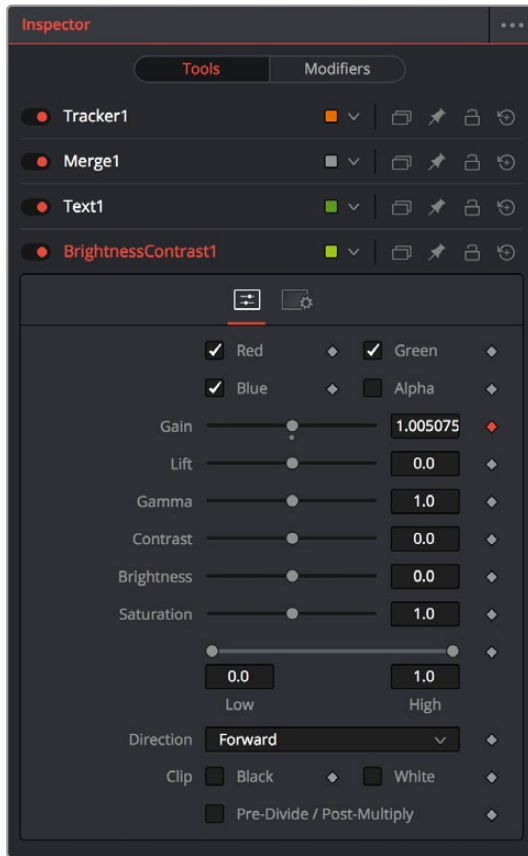 Inspector
Tools Modifiers
Tracker1
Merge1
Text1
BrightnessContrast1
Red Green
Blue Alpha
Gain 1.005075
Lift 0.0
Gamma 1.0
Contrast 0.0
Brightness 0.0
Saturation 1.0
0.0 1.0
Low High
Direction Forward
Clip Black White
Pre-Divide / Post-Multiply